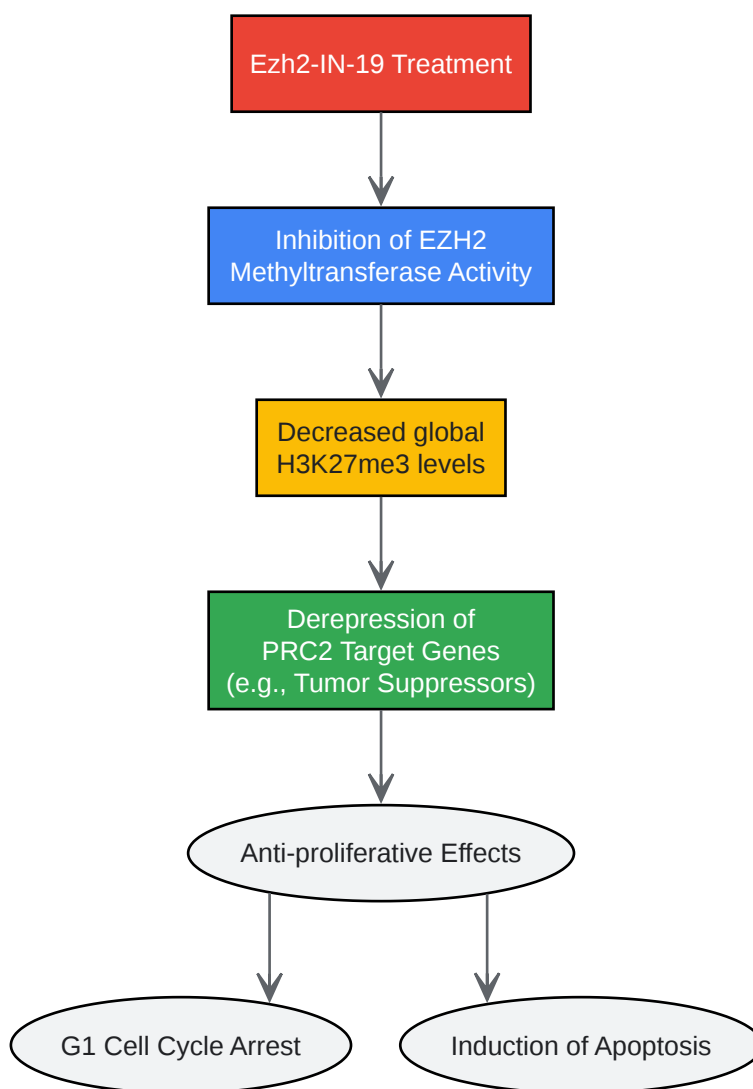 Ezh2-IN-19 Treatment
Inhibition of EZH2
Methyltransferase Activity
Decreased global
H3K27me3 levels
Derepression of
PRC2 Target Genes
(e.g., Tumor Suppressors)
Anti-proliferative Effects
G1 Cell Cycle Arrest
Induction of Apoptosis